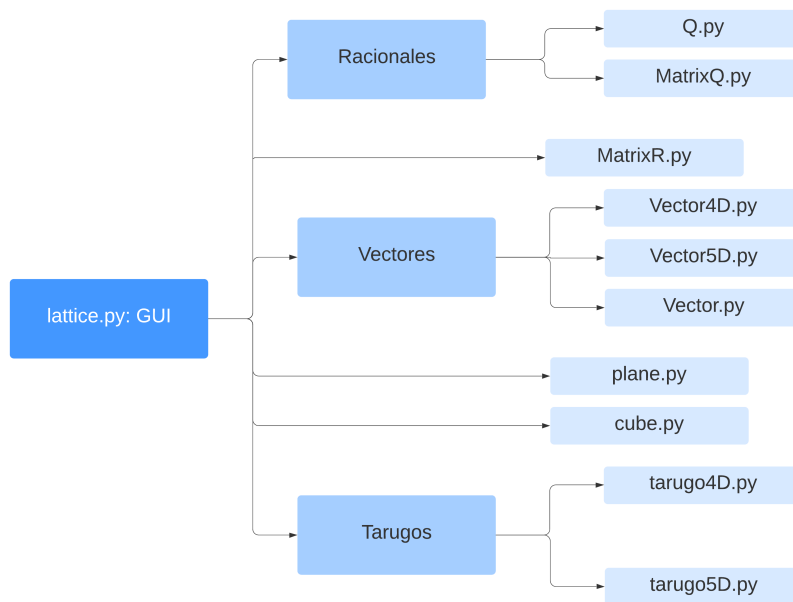 Q.py
Racionales
MatrixQ.py
MatrixR.py
Vector4D.py
Vectores
Vector5D.py
Vector.py
lattice.py: GUI
plane.py
cube.py
tarugo4D.py
Tarugos
tarugo5D.py